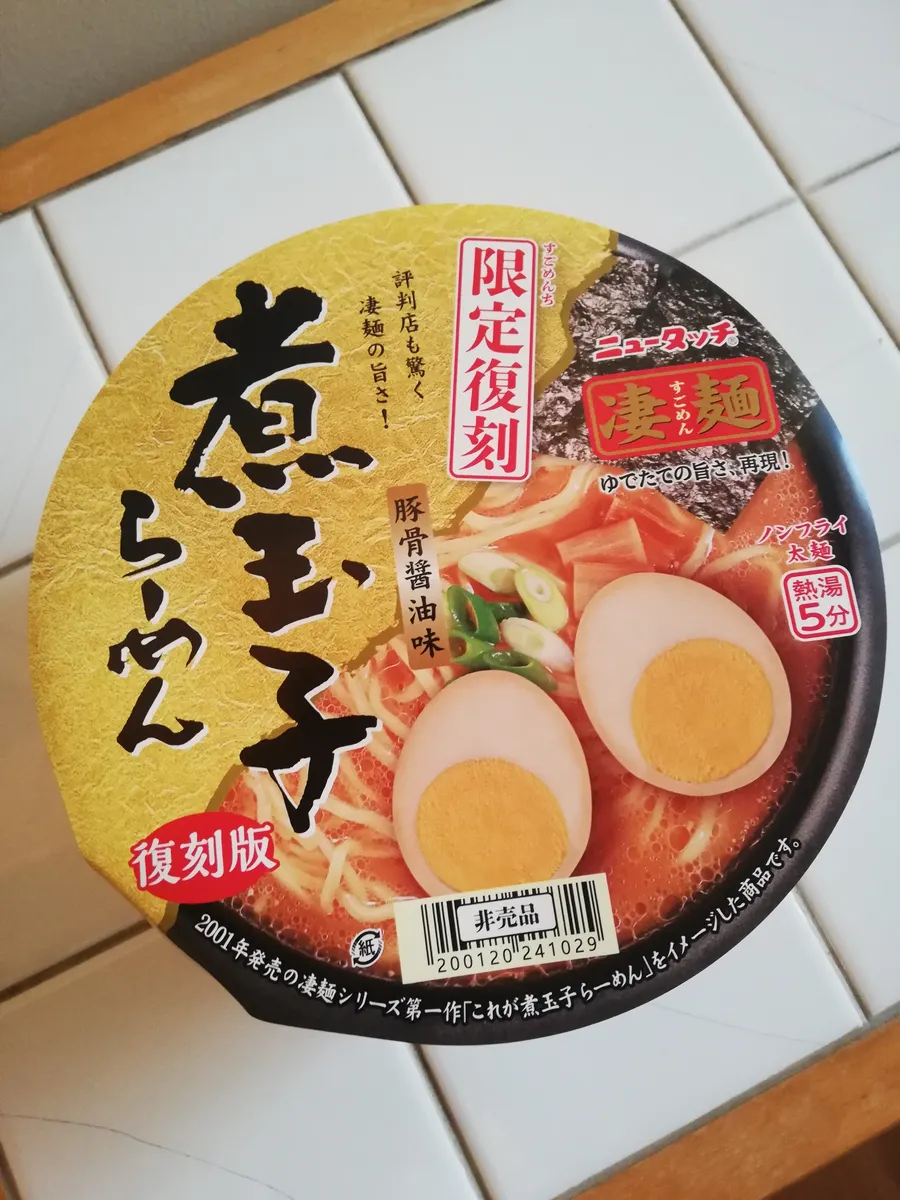 限定復刻
すごめんち
評判店も驚く
凄麺の旨さ!
煮玉子
らーめん
豚骨醤油味
ニュータッチ®
凄麺
すごめん
ゆでたての旨さ、再現!
ノンフライ
太麺
熱湯
5分
復刻版
紙
非売品
200120 241029
2001年発売の凄麺シリーズ第一作「これが煮玉子らーめん」をイメージした商品です。